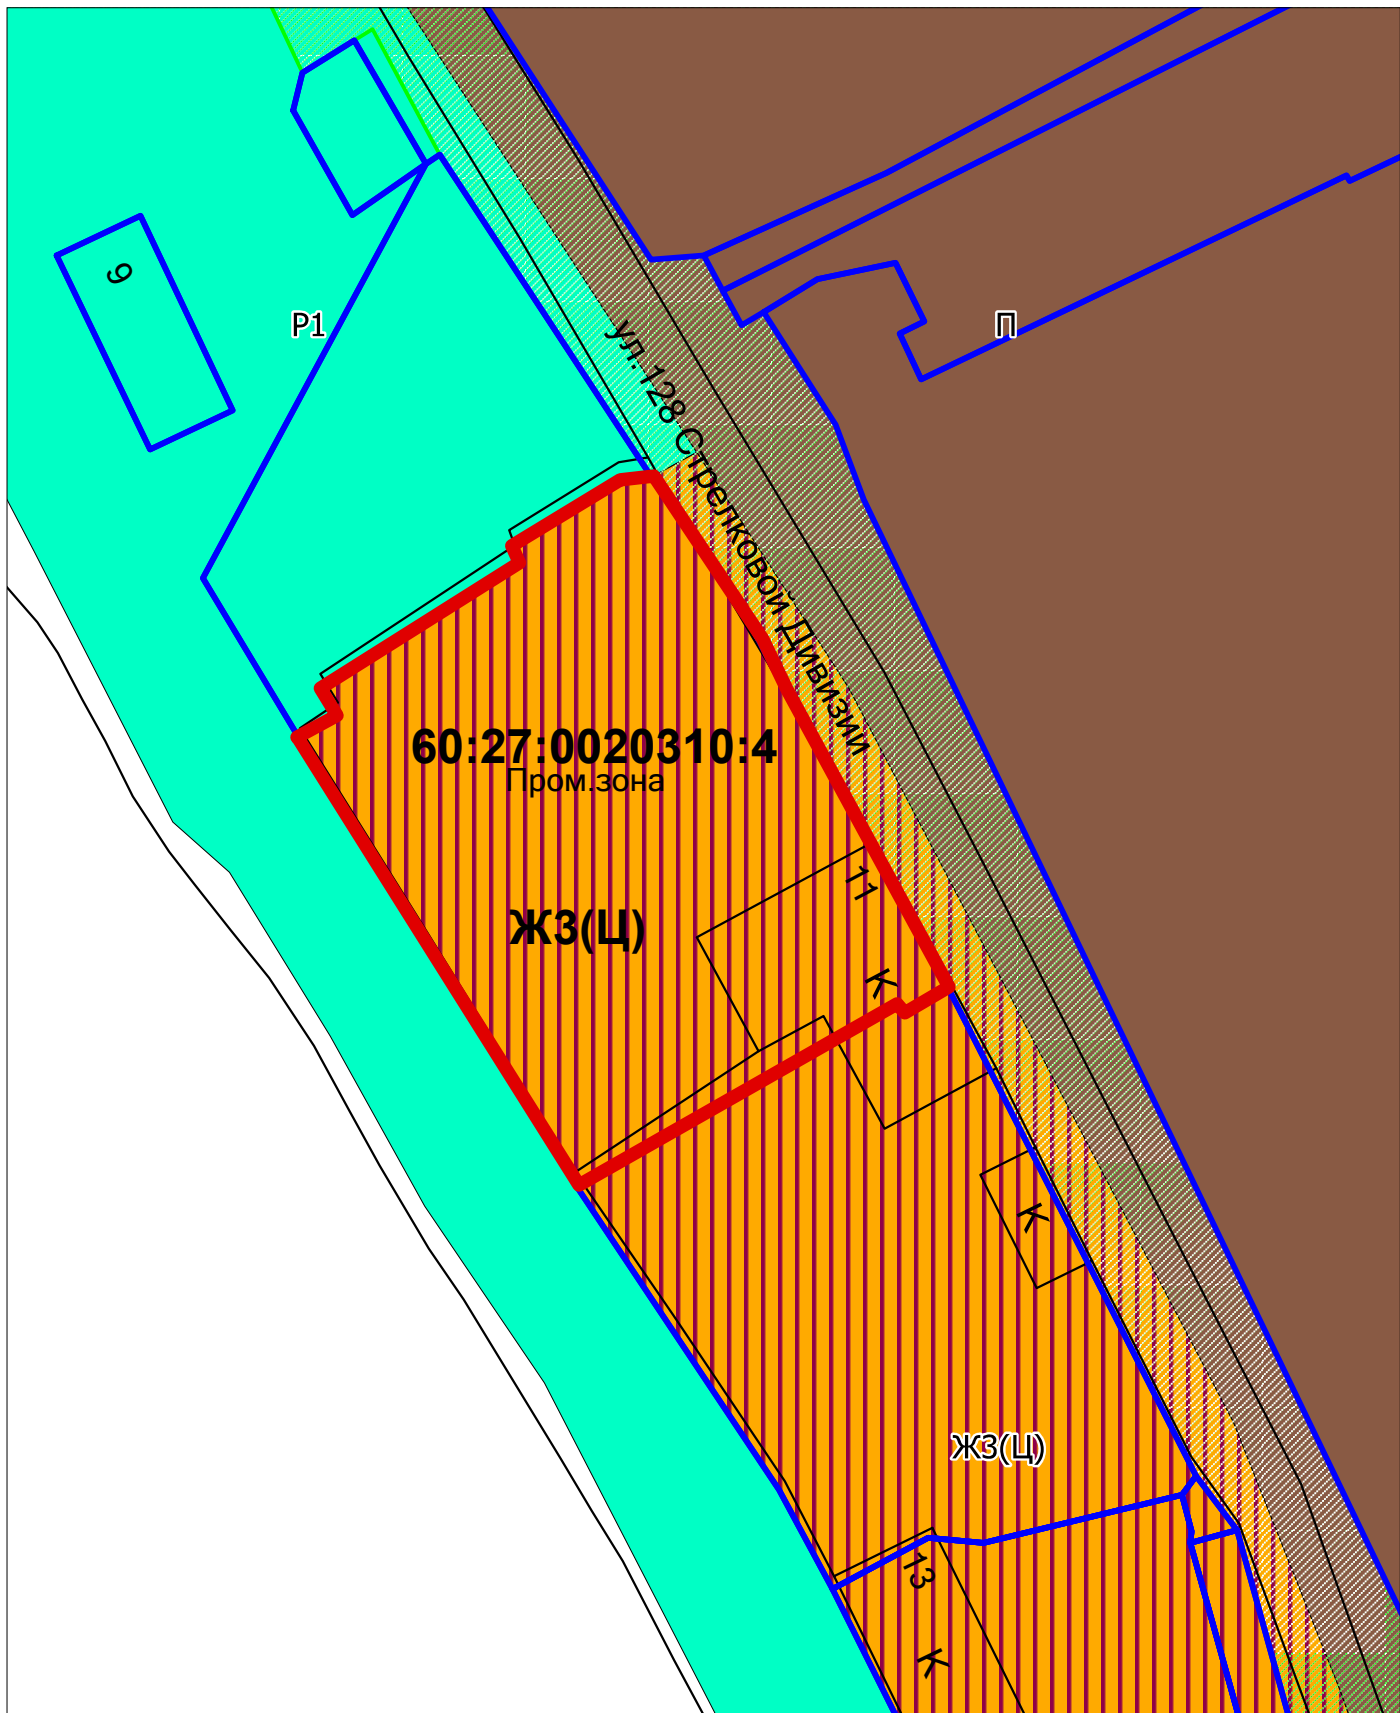 9
Р1
П
ул.128 Стрелковой Дивизии
60:27:0020310:4
Пром.зона
11
Ж3(Ц)
К
К
Ж3(Ц)
13
К